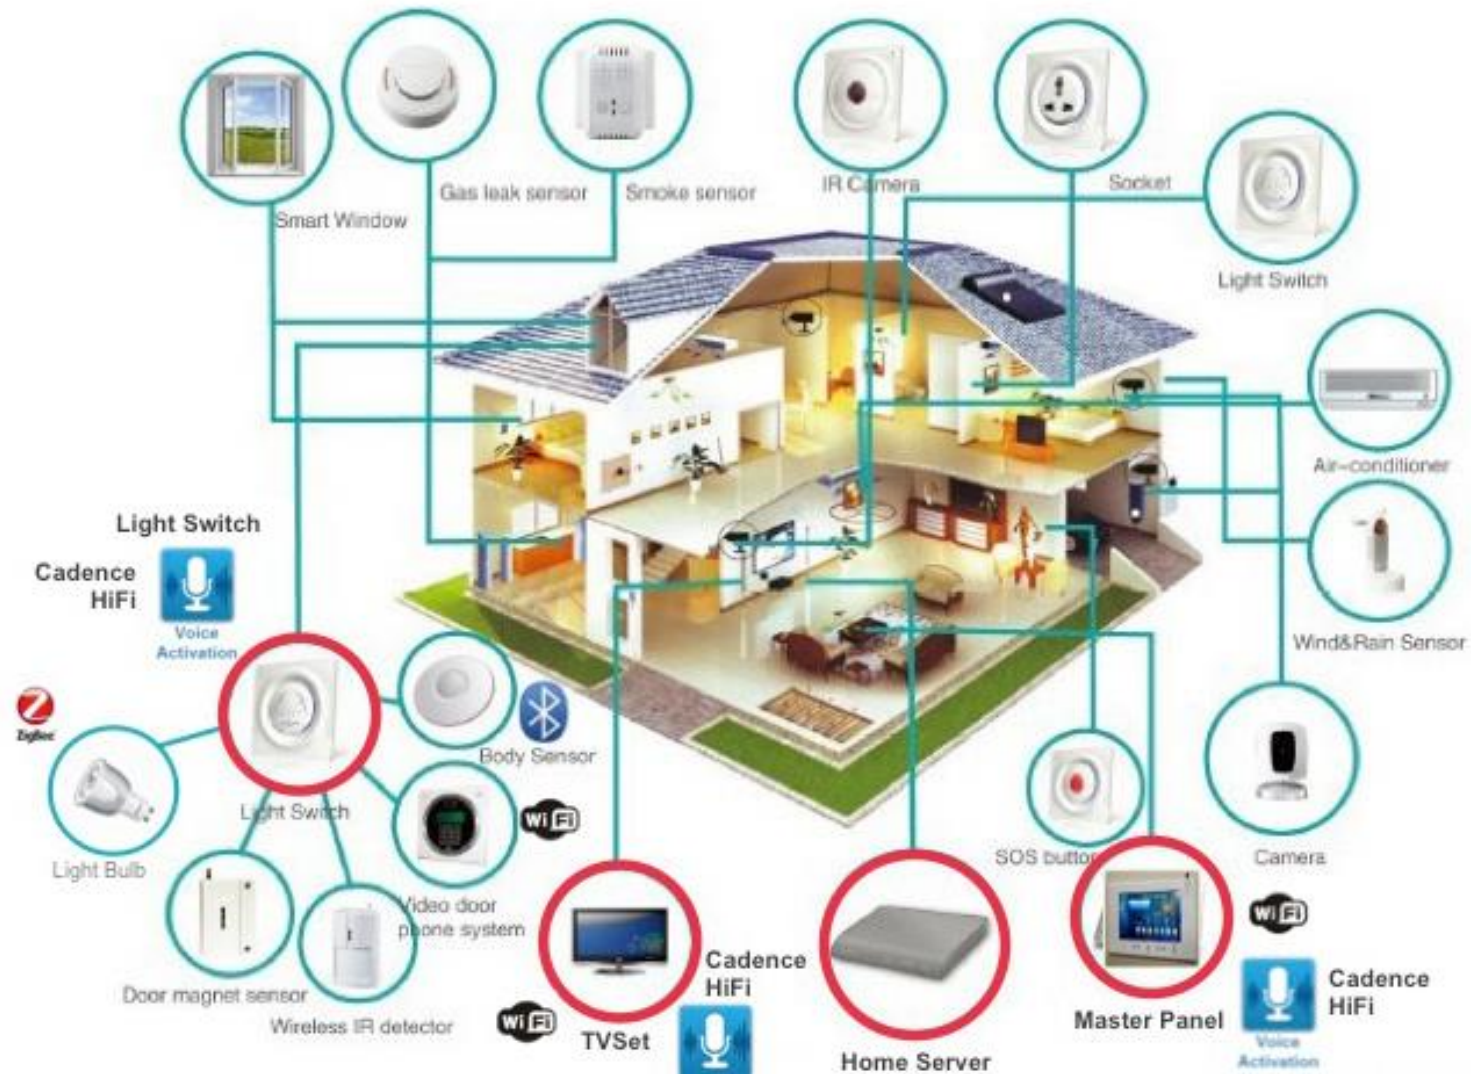 Smart Window
Gas leak sensor
Smoke sensor
IR Camera
Socket
Light Switch
Air-conditioner
Wind&Rain Sensor
Light Switch
Cadence
HiFi
Voice
Activation
ZigBee
Body Sensor
Light Switch
WiFi
Light Bulb
Video door
phone system
Door magnet sensor
Wireless IR detector
WiFi
TVSet
Cadence
HiFi
Home Server
SOS button
Camera
WiFi
Master Panel
Cadence
HiFi
Voice
Activation